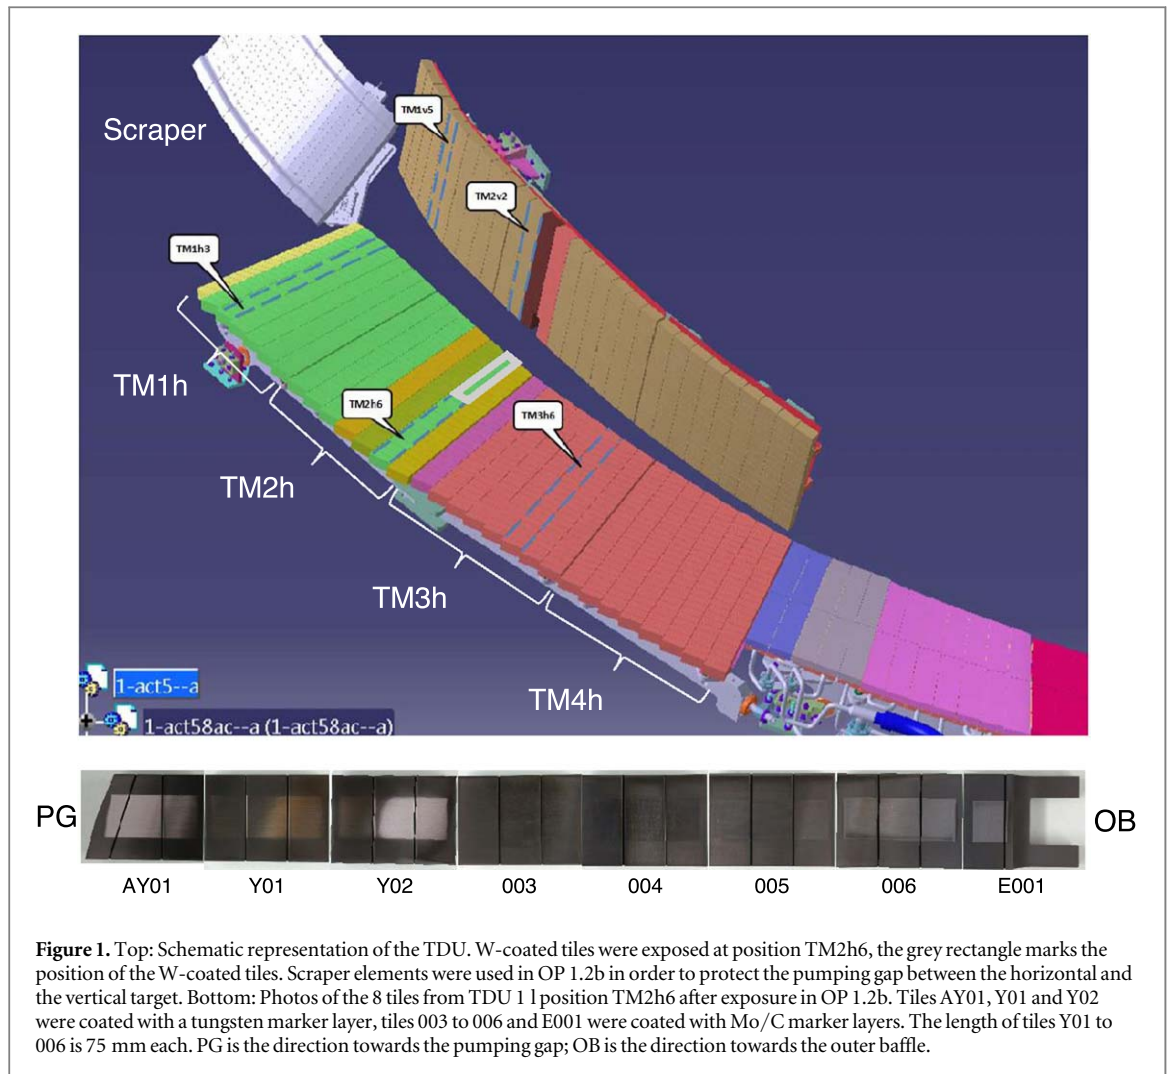 Scraper
TM1v5
TM2v2
TM1h3
TM1h
TM2h6
TM3h6
TM2h
TM3h
TM4h
1-act5--a
1-act58ac--a (1-act58ac--a)
PG
OB
AY01 Y01 Y02 003 004 005 006 E001
Figure 1. Top: Schematic representation of the TDU. W-coated tiles were exposed at position TM2h6, the grey rectangle marks the
position of the W-coated tiles. Scraper elements were used in OP 1.2b in order to protect the pumping gap between the horizontal and
the vertical target. Bottom: Photos of the 8 tiles from TDU 1 l position TM2h6 after exposure in OP 1.2b. Tiles AY01, Y01 and Y02
were coated with a tungsten marker layer, tiles 003 to 006 and E001 were coated with Mo/C marker layers. The length of tiles Y01 to
006 is 75 mm each. PG is the direction towards the pumping gap; OB is the direction towards the outer baffle.